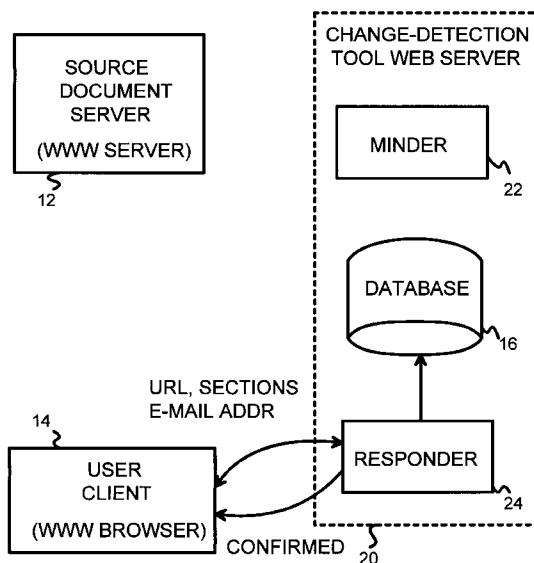 SOURCE
DOCUMENT
SERVER
(WWW SERVER)
12
CHANGE-DETECTION
TOOL WEB SERVER
MINDER
22
DATABASE
16
URL, SECTIONS
E-MAIL ADDR
14
USER
CLIENT
(WWW BROWSER)
RESPONDER
24
CONFIRMED
20